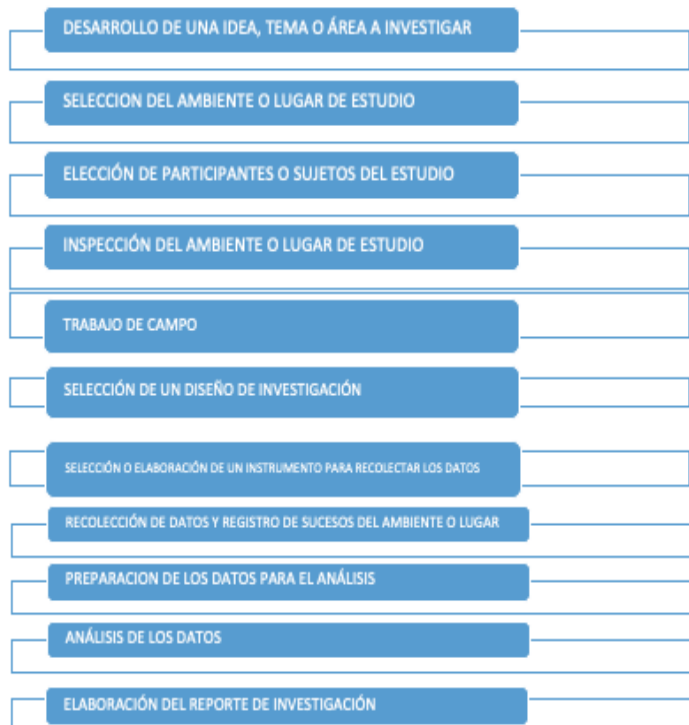 DESARROLLO DE UNA IDEA, TEMA O ÁREA A INVESTIGAR
SELECCION DEL AMBIENTE O LUGAR DE ESTUDIO
ELECCIÓN DE PARTICIPANTES O SUJETOS DEL ESTUDIO
INSPECCIÓN DEL AMBIENTE O LUGAR DE ESTUDIO
TRABAJO DE CAMPO
SELECCIÓN DE UN DISEÑO DE INVESTIGACIÓN
SELECCIÓN O ELABORACIÓN DE UN INSTRUMENTO PARA RECOLECTAR LOS DATOS
RECOLECCIÓN DE DATOS Y REGISTRO DE SUCESOS DEL AMBIENTE O LUGAR
PREPARACION DE LOS DATOS PARA EL ANÁLISIS
ANÁLISIS DE LOS DATOS
ELABORACIÓN DEL REPORTE DE INVESTIGACIÓN